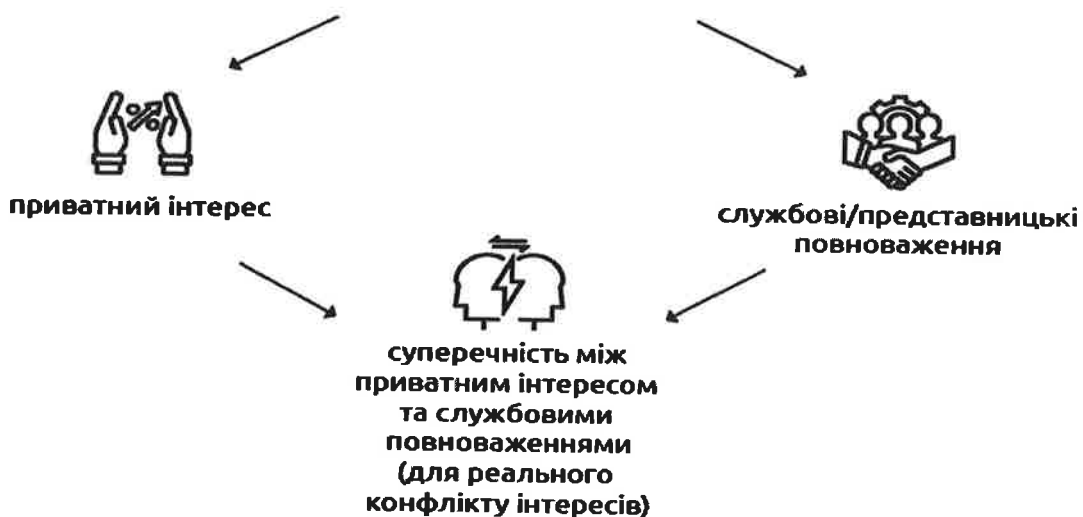 приватний інтерес
службові/представницькі
повноваження
суперечність між
приватним інтересом
та службовими
повноваженнями
(для реального
конфлікту інтересів)